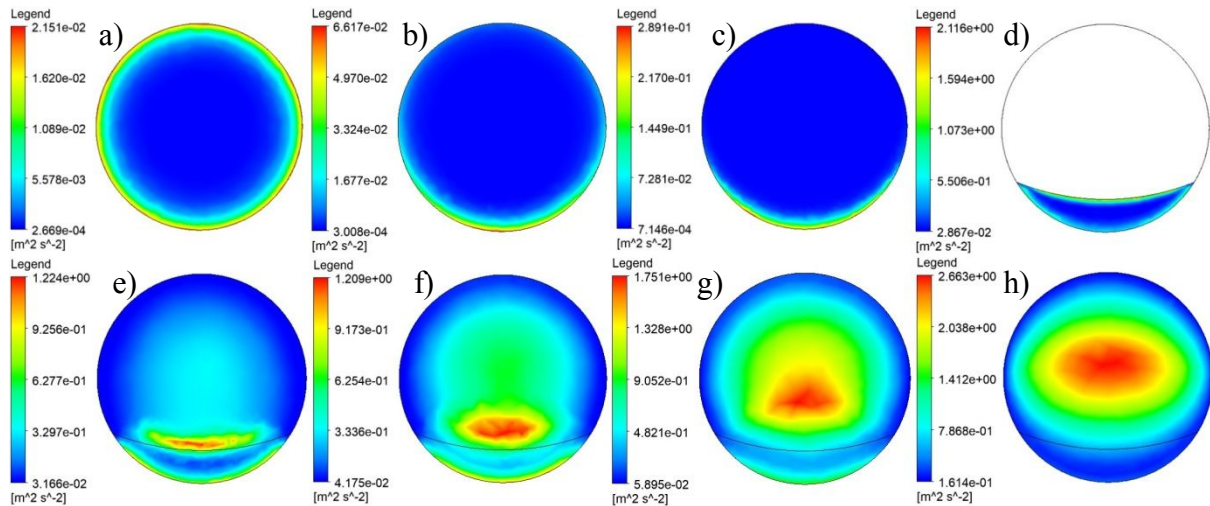 Legend
2.151e-02
1.620e-02
1.089e-02
5.578e-03
2.669e-04
[m^2 s^-2]
a)
Legend
6.617e-02
4.970e-02
3.324e-02
1.677e-02
3.008e-04
[m^2 s^-2]
b)
Legend
2.891e-01
2.170e-01
1.449e-01
7.281e-02
7.146e-04
[m^2 s^-2]
c)
Legend
2.116e+00
1.594e+00
1.073e+00
5.506e-01
2.867e-02
[m^2 s^-2]
d)
Legend
1.224e+00
9.256e-01
6.277e-01
3.297e-01
3.166e-02
[m^2 s^-2]
e)
Legend
1.209e+00
9.173e-01
6.254e-01
3.336e-01
4.175e-02
[m^2 s^-2]
f)
Legend
1.751e+00
1.328e+00
9.052e-01
4.821e-01
5.895e-02
[m^2 s^-2]
g)
Legend
2.663e+00
2.038e+00
1.412e+00
7.868e-01
1.614e-01
[m^2 s^-2]
h)